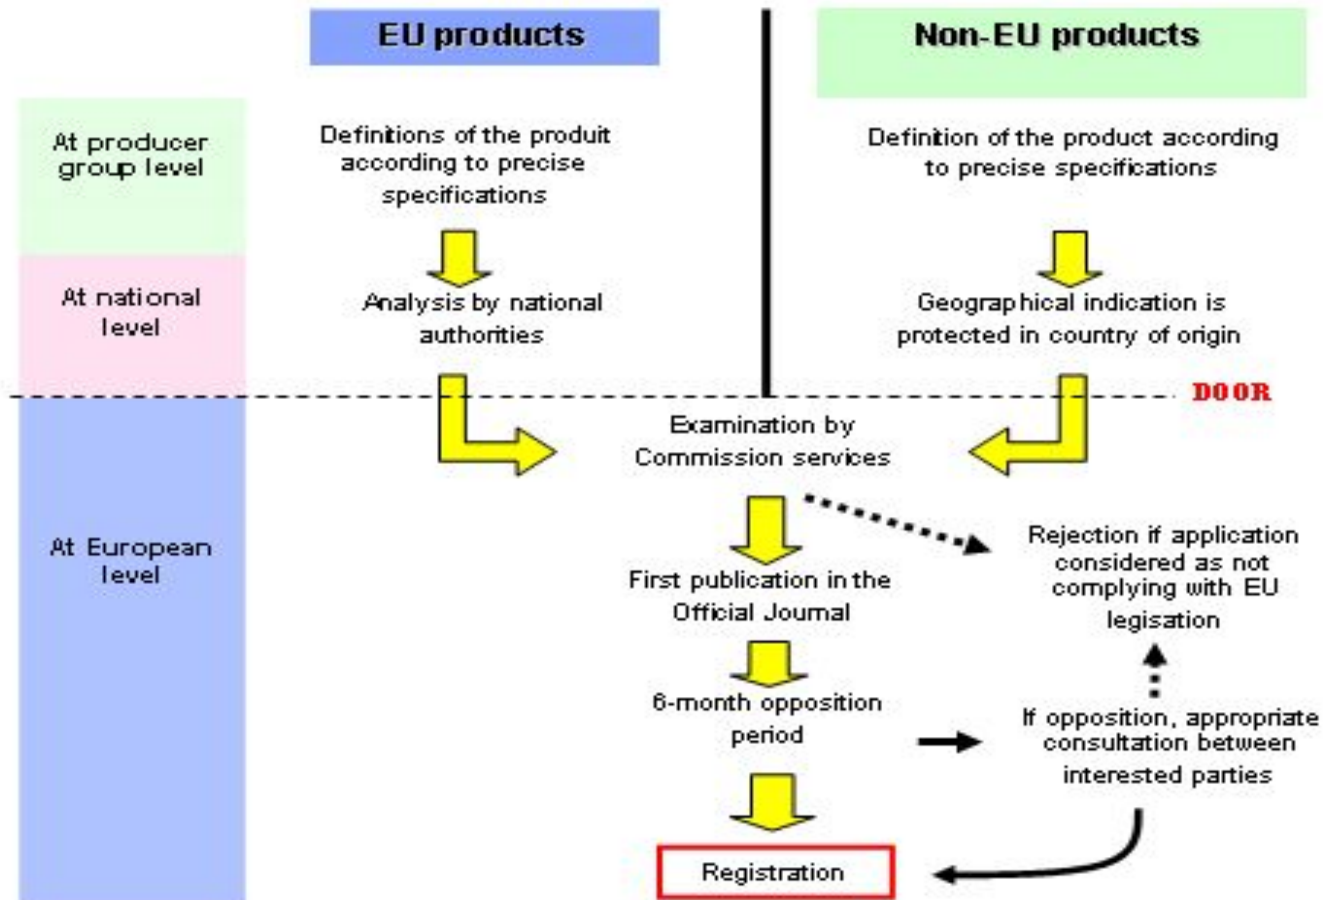 EU products
Non-EU products
At producer
group level
Definitions of the produit
according to precise
specifications
Definition of the product according
to precise specifications
At national
level
Analysis by national
authorities
Geographical indication is
protected in country of origin
DOOR
At European
level
Examination by
Commission services
Rejection if application
considered as not
complying with EU
legisation
First publication in the
Official Journal
6-month opposition
period
If opposition, appropriate
consultation between
interested parties
Registration